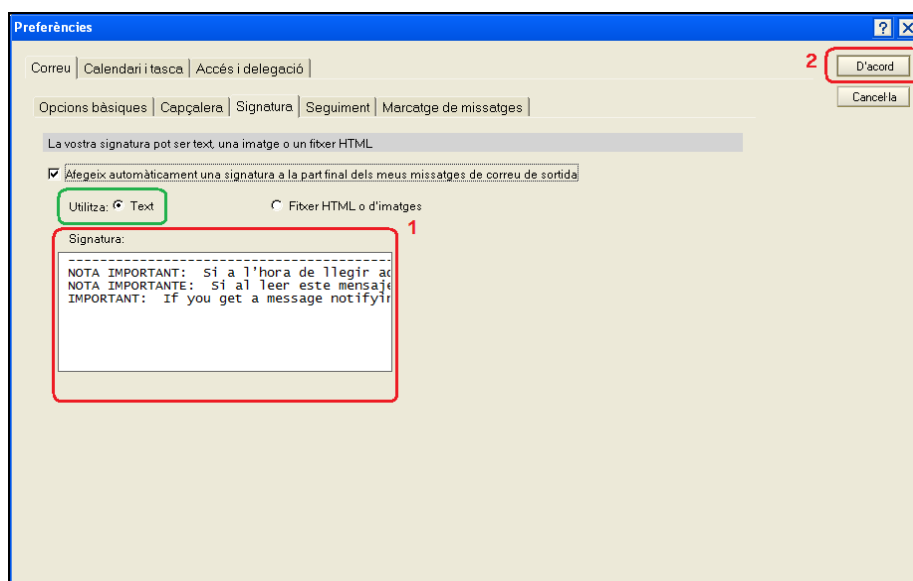 Preferències
Correu Calendari i tasca Accés i delegació
2 D'acord
Cancel·la
Opcions bàsiques Capçalera Signatura Seguiment Marcatge de missatges
La vostra signatura pot ser text, una imatge o un fitxer HTML
Afegeix automàticament una signatura a la part final dels meus missatges de correu de sortida
Utilitza: Text Fitxer HTML o d'imatges
1
Signatura:
----------------------------------------
NOTA IMPORTANT: Si a l'hora de llegir
NOTA IMPORTANTE: Si al leer este mensaje
IMPORTANT: If you get a message